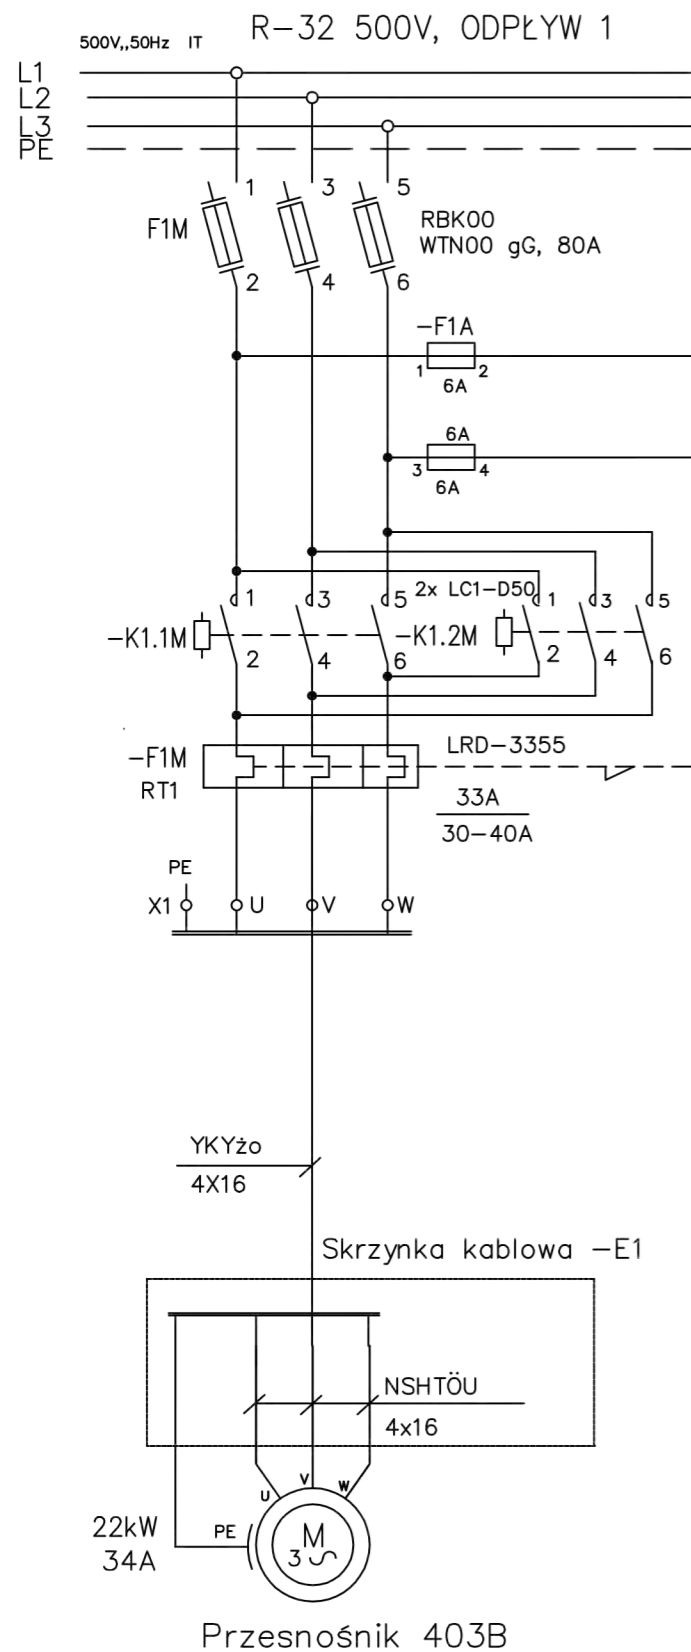 R-32 500V, ODPŁYW 1
500V,,50Hz IT
L1
L2
L3
PE
1 3 5
F1M
RBK00
WTN00 gG, 80A
2 4 6
-F1A
1 2
6A
6A
3 4
6A
2x LC1-D50
1 3 5 1 3 5
-K1.1M -K1.2M
2 4 6 2 4 6
-F1M
RT1
LRD-3355
33A
30-40A
PE
X1 U V W
YKYżo
4X16
Skrzynka kablowa -E1
NSHTÖU
4x16
U V W
22kW
34A
PE
M
3
Przesnośnik 403B